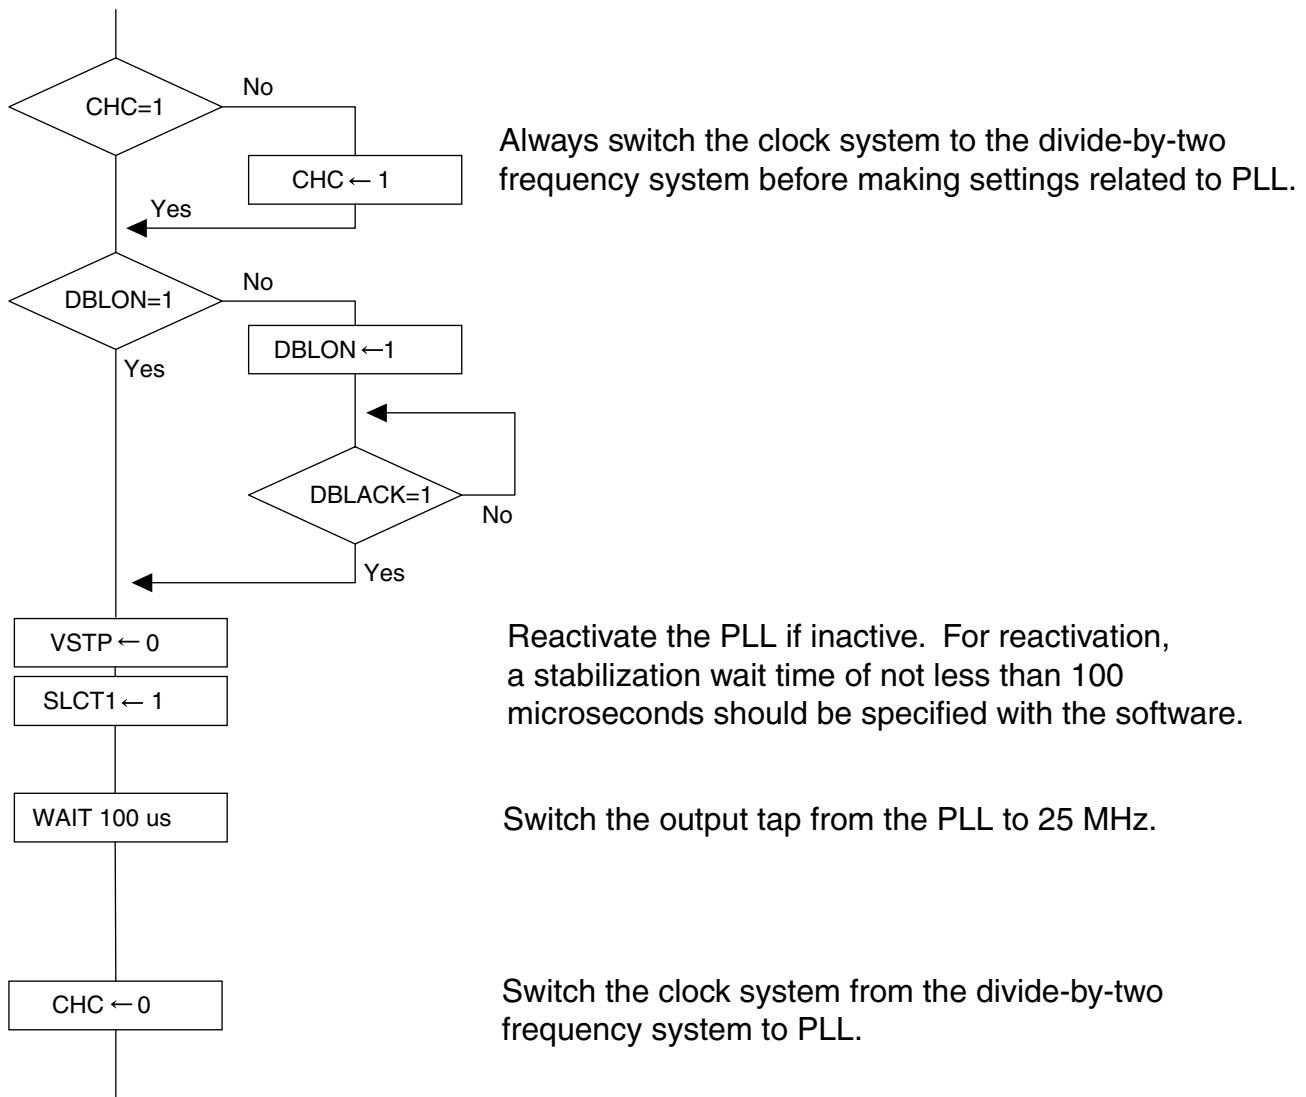 No
CHC=1
Always switch the clock system to the divide-by-two
frequency system before making settings related to PLL.
CHC ← 1
Yes
No
DBLON=1
DBLON ←1
Yes
DBLACK=1
No
Yes
VSTP ← 0
Reactivate the PLL if inactive.  For reactivation,
a stabilization wait time of not less than 100
microseconds should be specified with the software.
SLCT1 ← 1
WAIT 100 us
Switch the output tap from the PLL to 25 MHz.
CHC ← 0
Switch the clock system from the divide-by-two
frequency system to PLL.